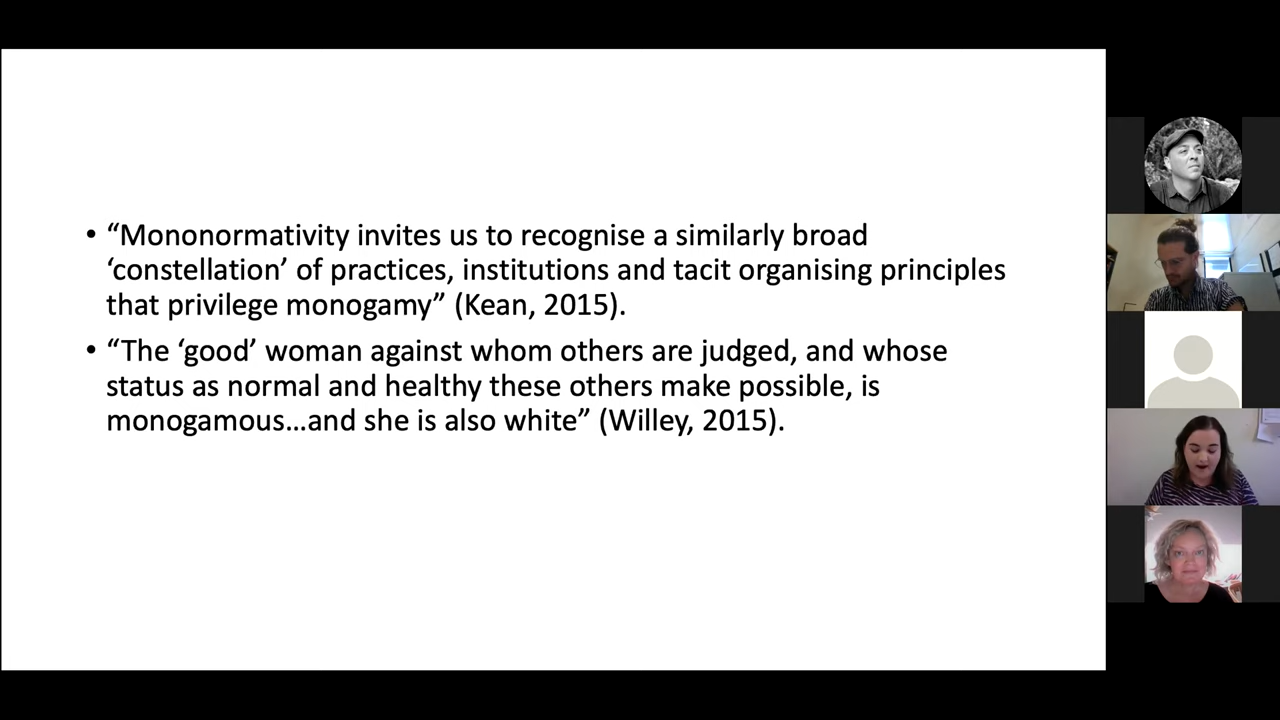 • “Mononormativity invites us to recognise a similarly broad
‘constellation’ of practices, institutions and tacit organising principles
that privilege monogamy” (Kean, 2015).
• “The ‘good’ woman against whom others are judged, and whose
status as normal and healthy these others make possible, is
monogamous…and she is also white” (Willey, 2015).